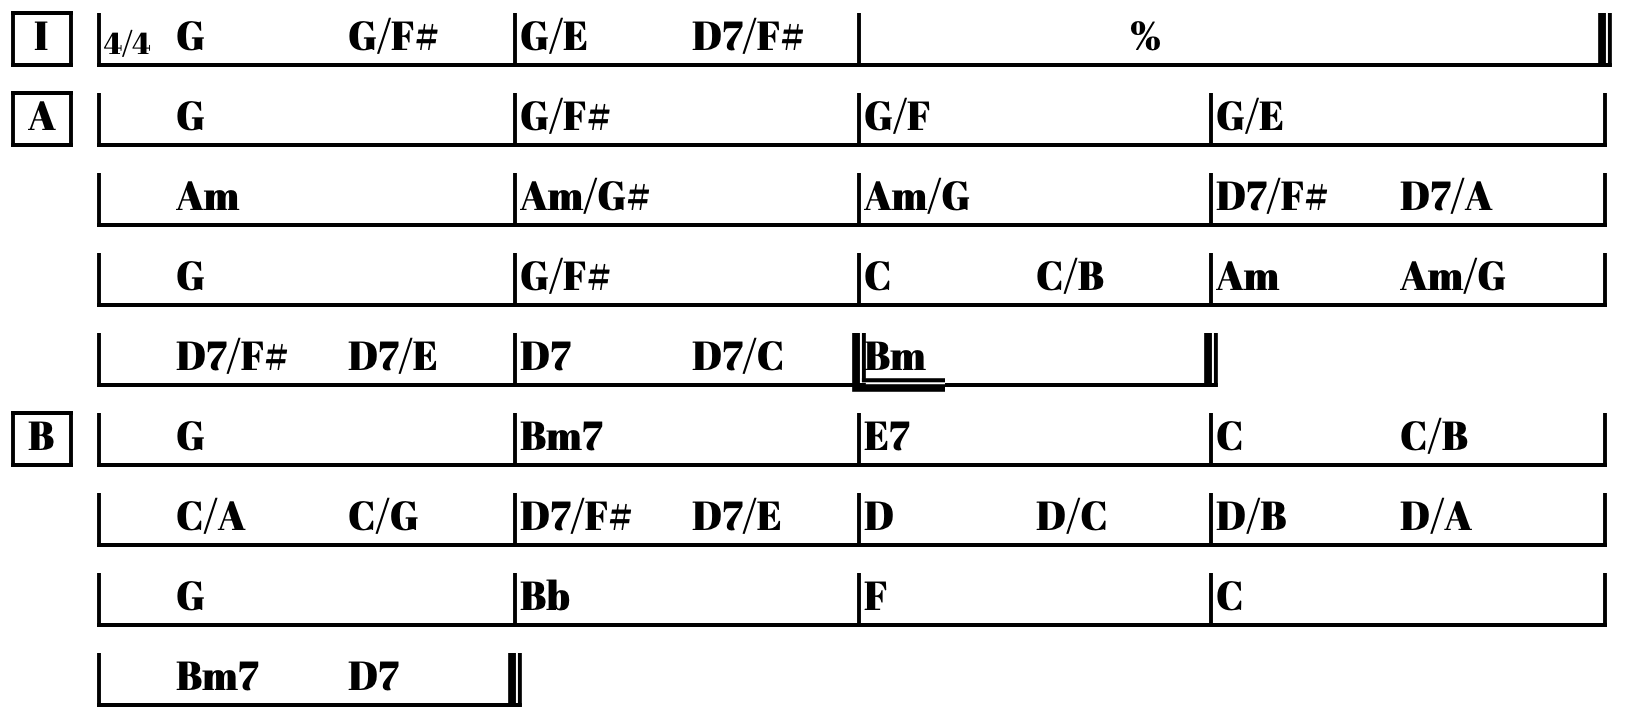 I 4/4 G G/F# G/E D7/F# %
A G G/F# G/F G/E
Am Am/G# Am/G D7/F# D7/A
G G/F# C C/B Am Am/G
D7/F# D7/E D7 D7/C Bm
B G Bm7 E7 C C/B
C/A C/G D7/F# D7/E D D/C D/B D/A
G Bb F C
Bm7 D7